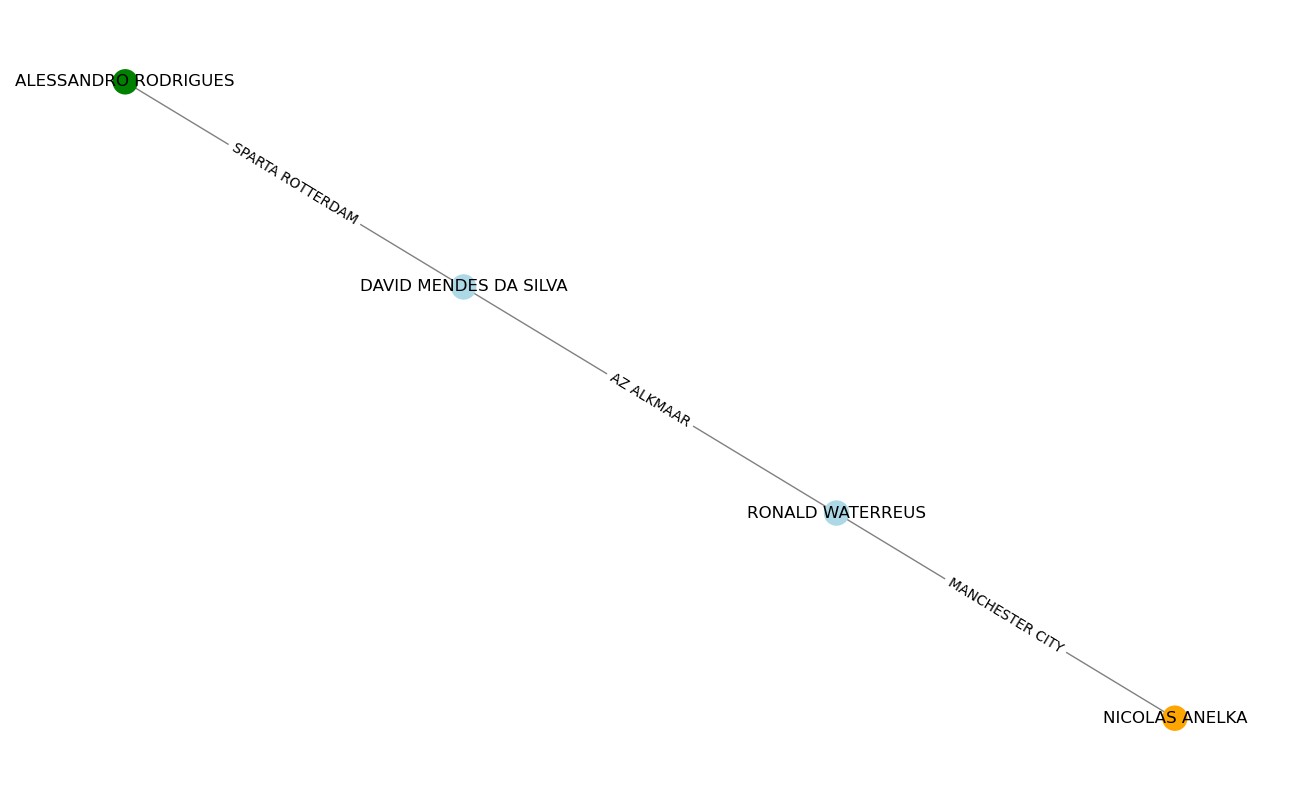 ALESSANDRO RODRIGUES
SPARTA ROTTERDAM
DAVID MENDES DA SILVA
AZ ALKMAAR
RONALD WATERREUS
MANCHESTER CITY
NICOLAS ANELKA